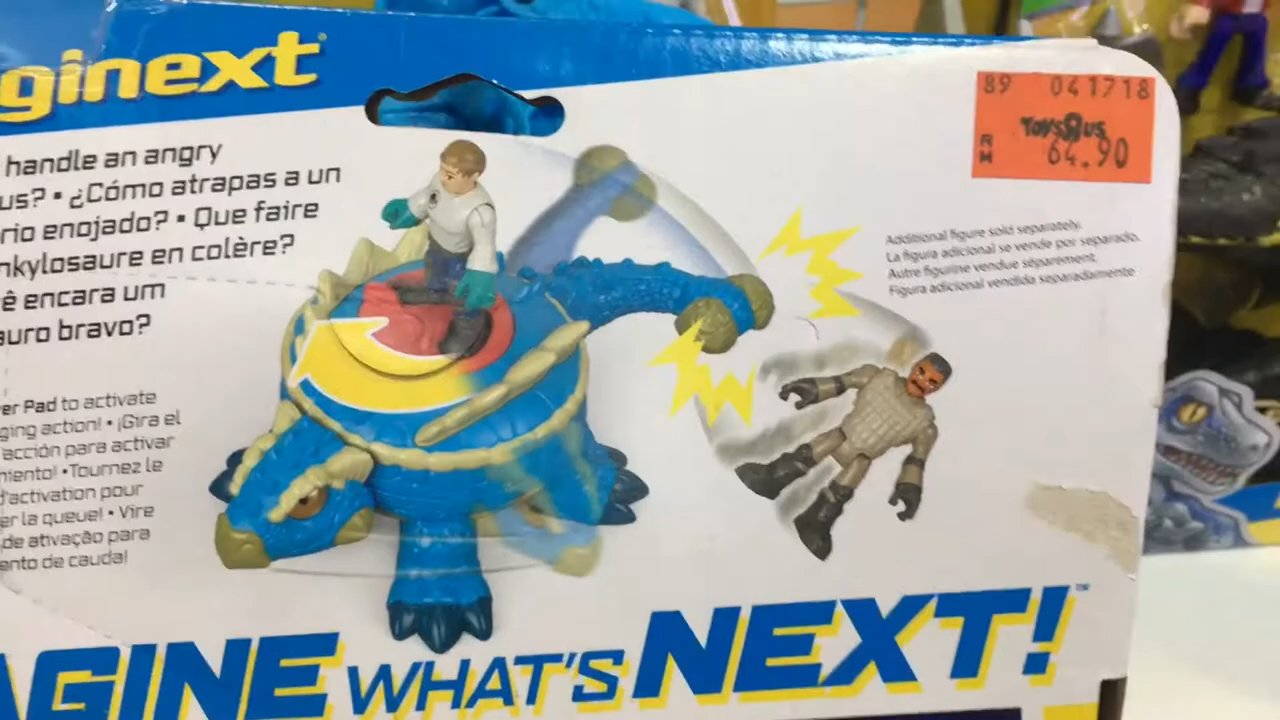 ginext
89 041718
TOYSRUS
RM 64.90
handle an angry
us? • ¿Cómo atrapas a un
rio enojado? • Que faire
nkylosaure en colère?
ê encara um
auro bravo?
Additional figure sold separately.
La figura adicional se vende por separado.
Autre figurine vendue séparément.
Figura adicional vendida separadamente
er Pad to activate
ging action! • ¡Gira el
acción para activar
miento! • Tournez le
d'activation pour
er la queue! • Vire
de ativação para
ento de cauda!
AGINE WHAT'S NEXT!™